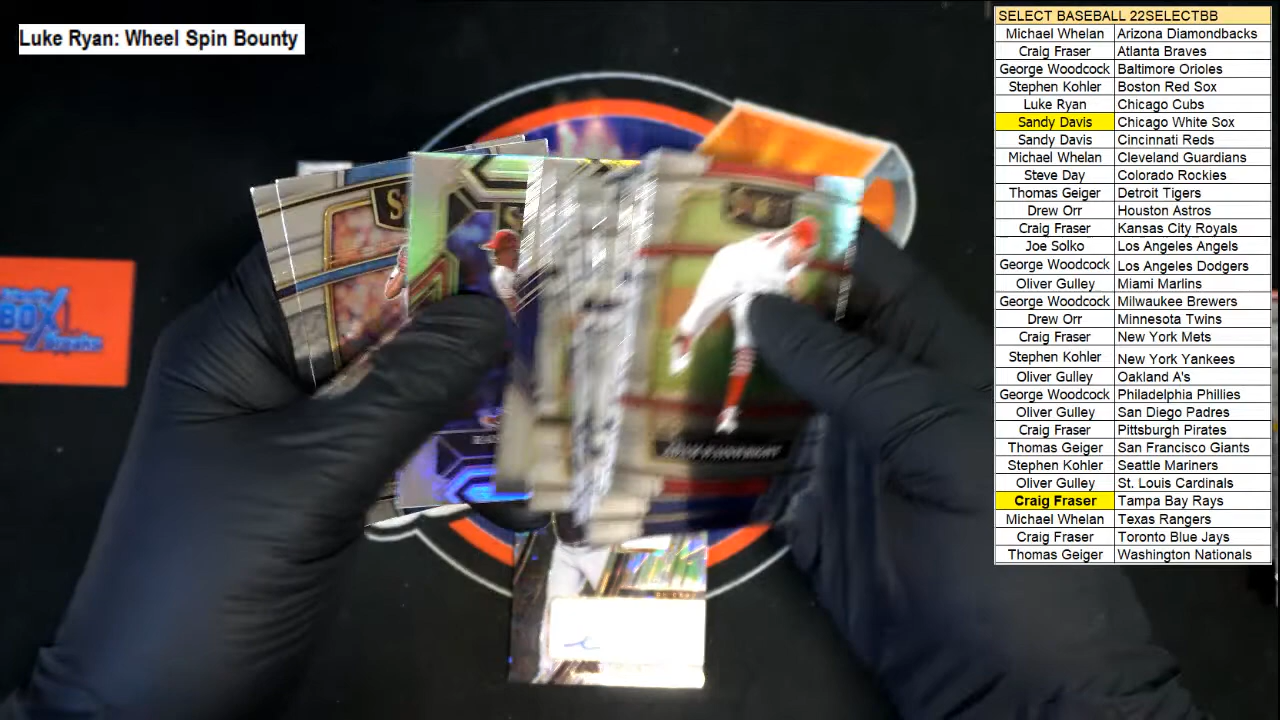 Luke Ryan: Wheel Spin Bounty
SELECT BASEBALL 22SELECTBB
Michael Whelan Arizona Diamondbacks
Craig Fraser Atlanta Braves
George Woodcock Baltimore Orioles
Stephen Kohler Boston Red Sox
Luke Ryan Chicago Cubs
Sandy Davis Chicago White Sox
Sandy Davis Cincinnati Reds
Michael Whelan Cleveland Guardians
Steve Day Colorado Rockies
Thomas Geiger Detroit Tigers
Drew Orr Houston Astros
Craig Fraser Kansas City Royals
Joe Solko Los Angeles Angels
George Woodcock Los Angeles Dodgers
Oliver Gulley Miami Marlins
George Woodcock Milwaukee Brewers
Drew Orr Minnesota Twins
Craig Fraser New York Mets
Stephen Kohler New York Yankees
Oliver Gulley Oakland A's
George Woodcock Philadelphia Phillies
Oliver Gulley San Diego Padres
Craig Fraser Pittsburgh Pirates
Thomas Geiger San Francisco Giants
Stephen Kohler Seattle Mariners
Oliver Gulley St. Louis Cardinals
Craig Fraser Tampa Bay Rays
Michael Whelan Texas Rangers
Craig Fraser Toronto Blue Jays
Thomas Geiger Washington Nationals
BOX
Breaks